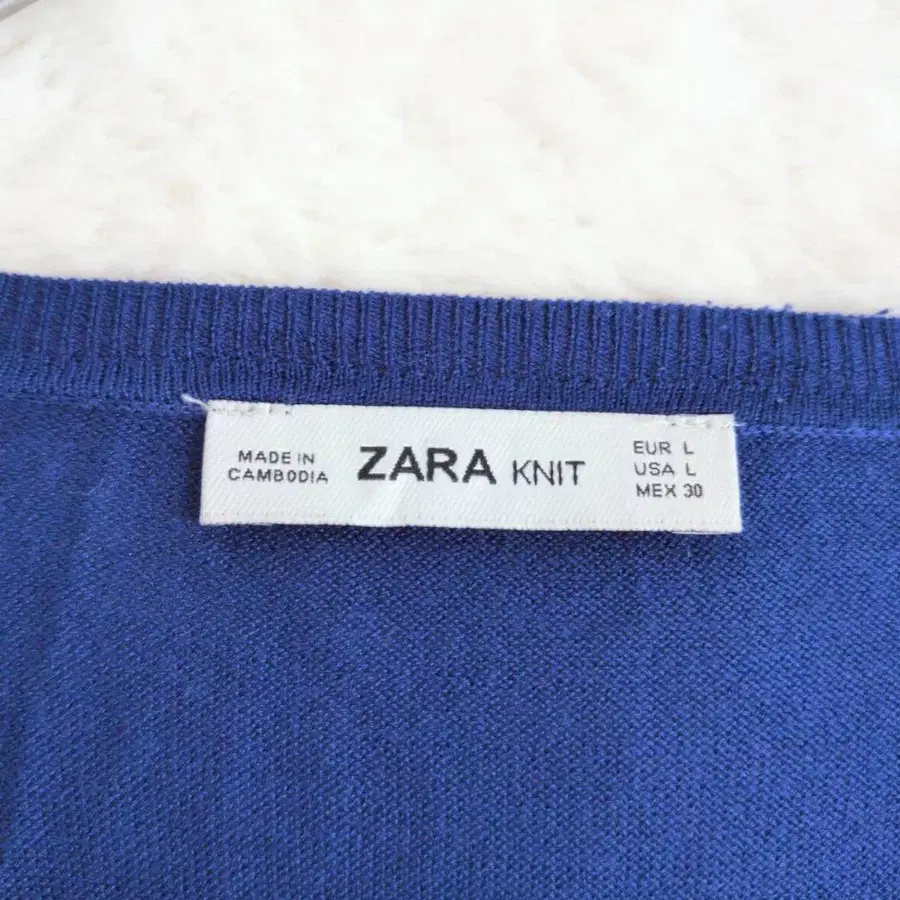 MADE IN
CAMBODIA
ZARA KNIT
EUR L
USA L
MEX 30